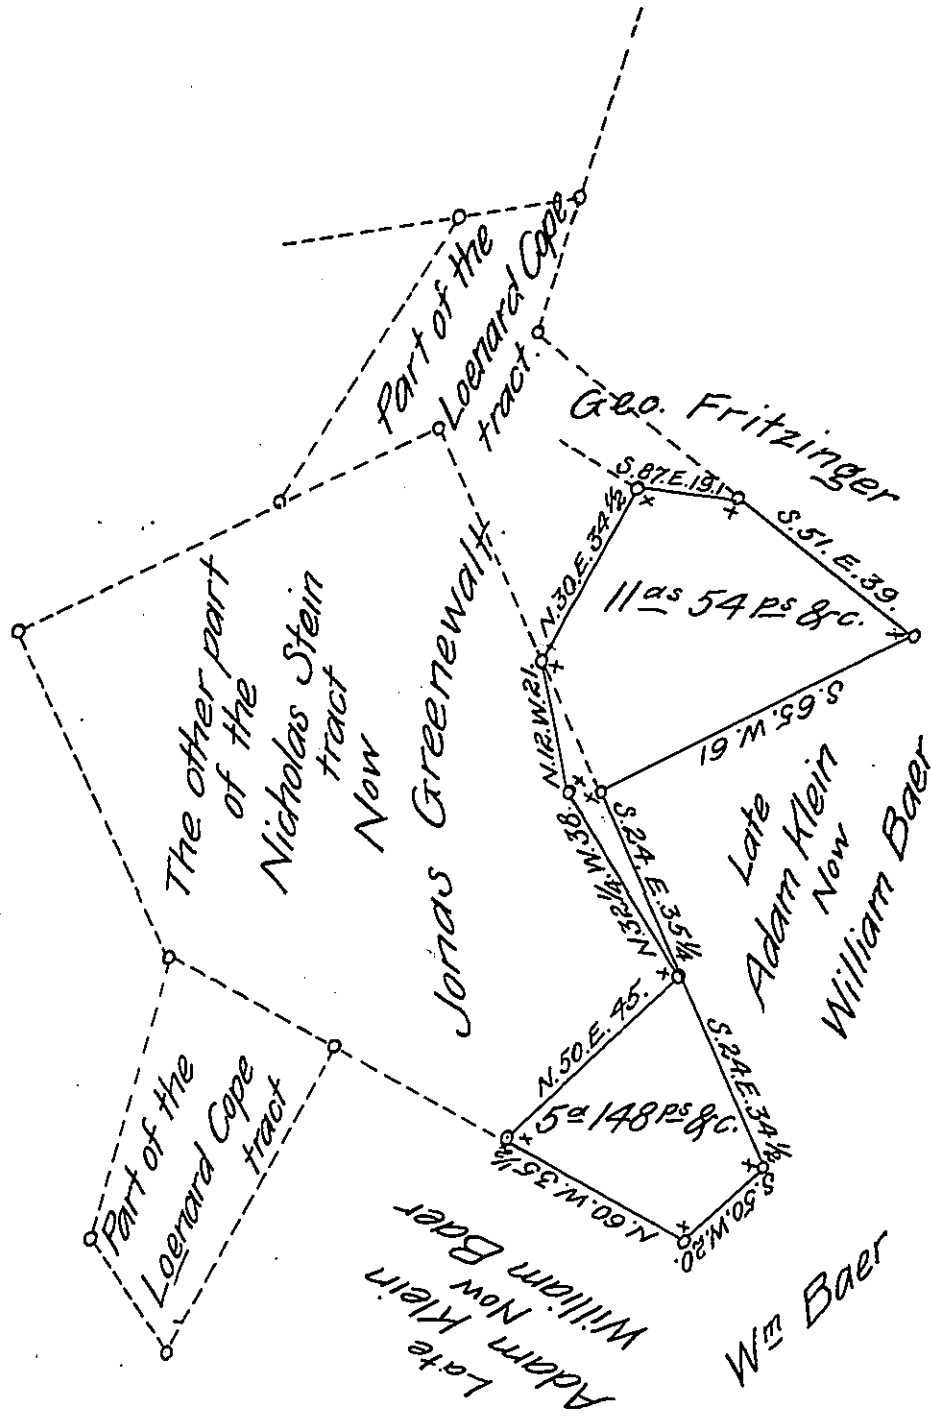 Part of the
Loenard Cope
tract.
Geo. Fritzinger
S.87.E.19.1
N.30.E.34½
S.51.E.39.
11as 54ps &c.
N.12.W.21.
S.65.W.61
The other part
of the
Nicholas Stein
tract
Now
Jonas Greenewalt.
N.32¼.W.38.
S.24.E.35¼
Late
Adam Klein
Now
William Baer
N.50.E.45.
S.24.E.34½
5a 148ps &c.
Part of the
Loenard Cope
tract
N.60.W.35½
S.50.W.20.
Late
Adam Klein
Now
William Baer
Wm Baer